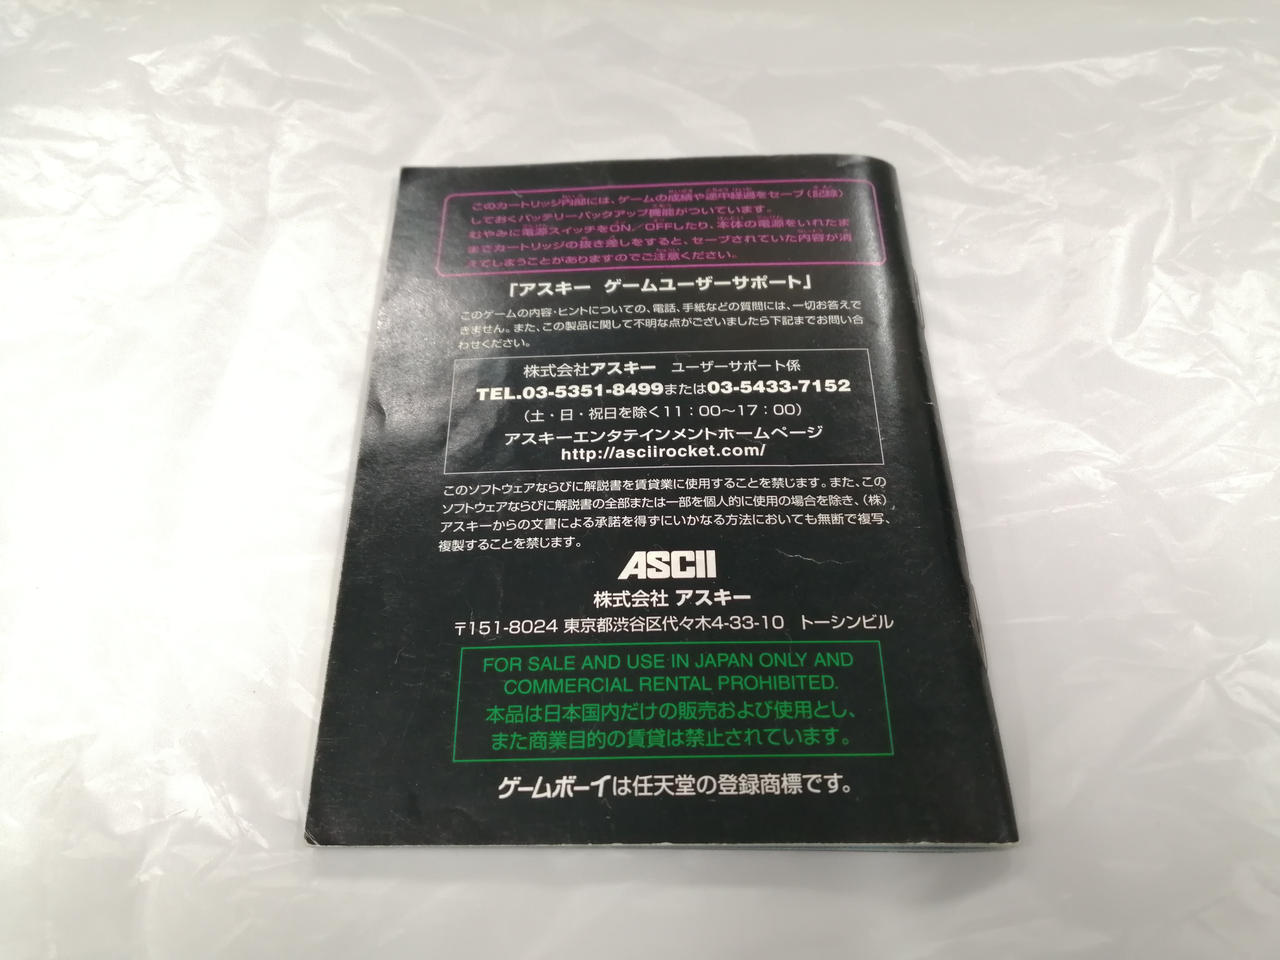 このカートリッジ内部には、ゲームの成績や途中経過をセーブ(記録)
しておくバッテリーバックアップ機能がついています。
むやみに電源スイッチをON/OFFしたり、本体の電源をいれたま
までカートリッジの抜き差しをすると、セーブされていた内容が消
えてしまうことがありますのでご注意ください。
「アスキー ゲームユーザーサポート」
このゲームの内容・ヒントについての、電話、手紙などの質問には、一切お答えで
きません。また、この製品に関して不明な点がございましたら下記までお問い合
わせください。
株式会社アスキー ユーザーサポート係
TEL.03-5351-8499または03-5433-7152
(土・日・祝日を除く11:00〜17:00)
アスキーエンタテインメントホームページ
http://asciirocket.com/
このソフトウェアならびに解説書を賃貸業に使用することを禁じます。また、この
ソフトウェアならびに解説書の全部または一部を個人的に使用の場合を除き、(株)
アスキーからの文書による承諾を得ずにいかなる方法においても無断で複写、
複製することを禁じます。
ASCII
株式会社 アスキー
〒151-8024 東京都渋谷区代々木4-33-10 トーシンビル
FOR SALE AND USE IN JAPAN ONLY AND
COMMERCIAL RENTAL PROHIBITED.
本品は日本国内だけの販売および使用とし、
また商業目的の賃貸は禁止されています。
ゲームボーイは任天堂の登録商標です。